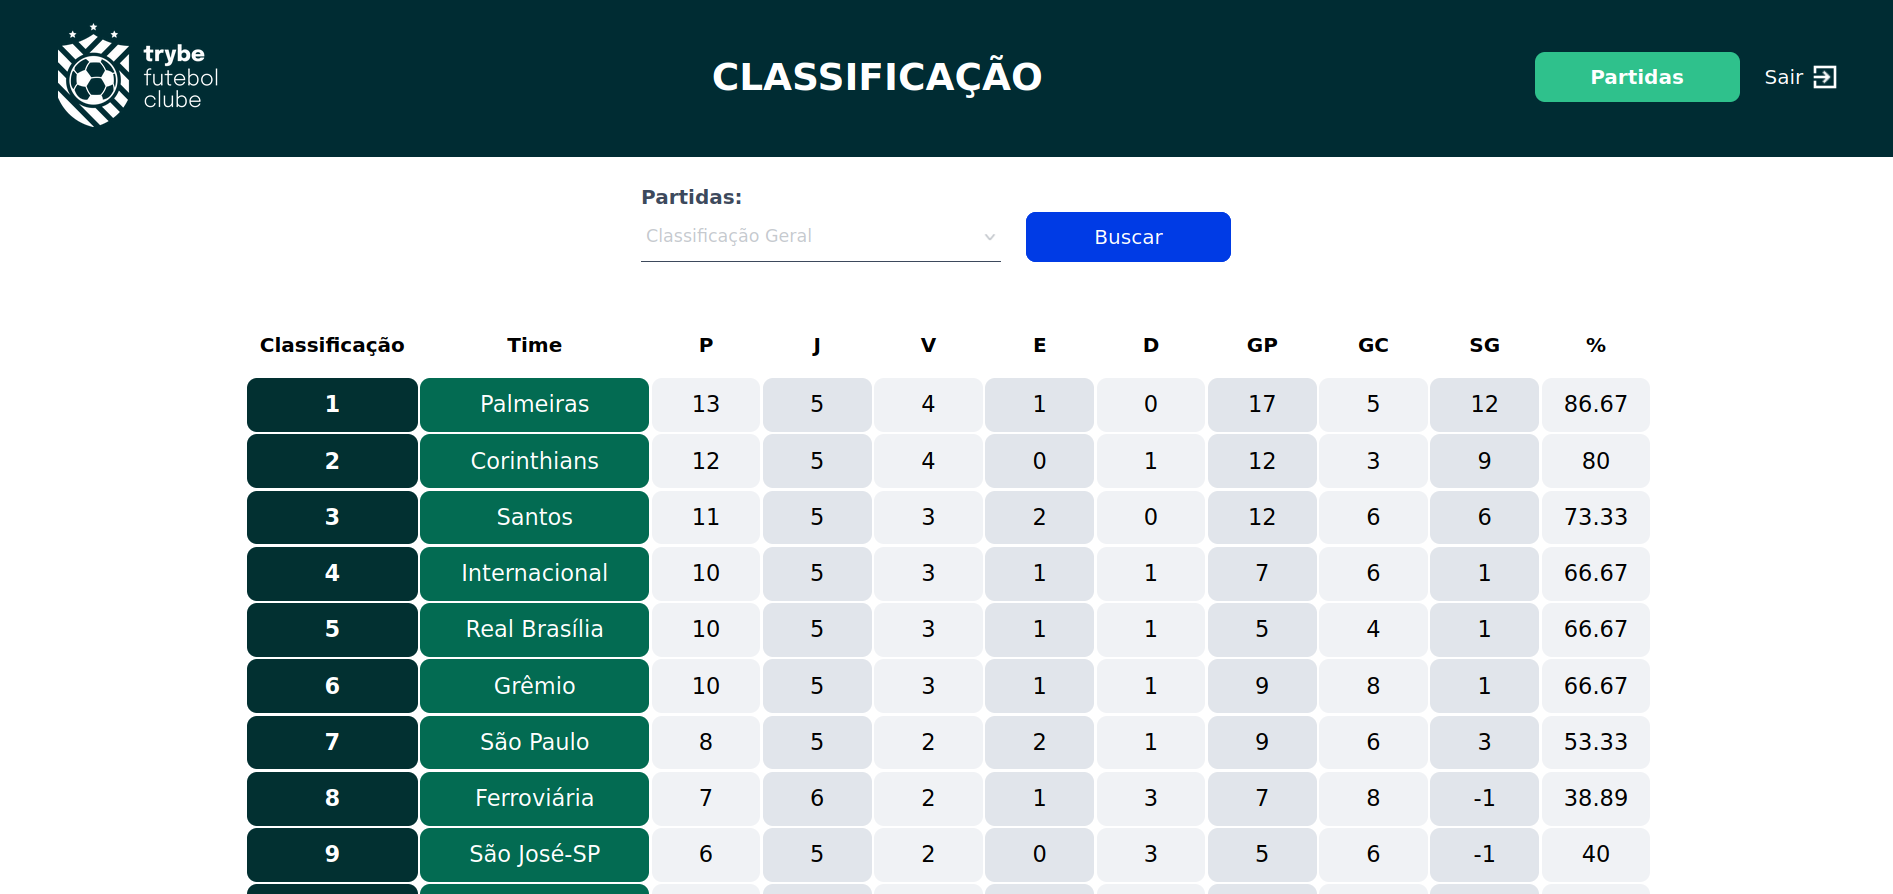 trybe
futebol
clube
CLASSIFICAÇÃO
Partidas
Sair
Partidas:
Classificação Geral
Buscar
Classificação Time P J V E D GP GC SG %
1 Palmeiras 13 5 4 1 0 17 5 12 86.67
2 Corinthians 12 5 4 0 1 12 3 9 80
3 Santos 11 5 3 2 0 12 6 6 73.33
4 Internacional 10 5 3 1 1 7 6 1 66.67
5 Real Brasília 10 5 3 1 1 5 4 1 66.67
6 Grêmio 10 5 3 1 1 9 8 1 66.67
7 São Paulo 8 5 2 2 1 9 6 3 53.33
8 Ferroviária 7 6 2 1 3 7 8 -1 38.89
9 São José-SP 6 5 2 0 3 5 6 -1 40